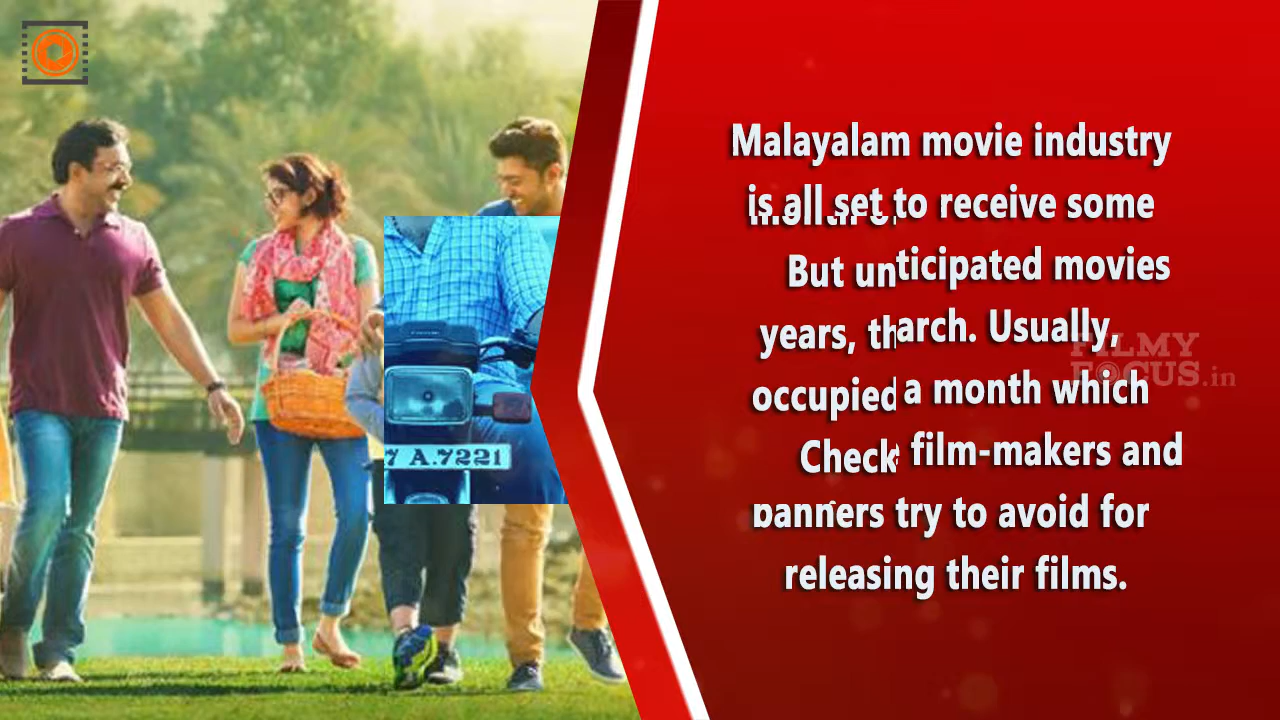 Malayalam movie industry
is all set to receive some
But un ticipated movies
years, th arch. Usually,
occupied a month which
Check film-makers and
banners try to avoid for
releasing their films.
FILMY
FOCUS.in
7 A.7221